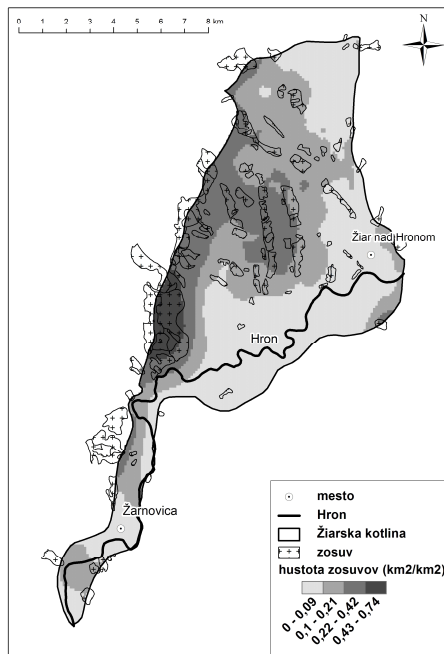 0 1 2 3 4 5 6 7 8 km
N
Žiar nad Hronom
Hron
Žarnovica
mesto
Hron
Žiarska kotlina
zosuv
hustota zosuvov (km2/km2)
0 - 0,09
0,1 - 0,21
0,22 - 0,42
0,43 - 0,74